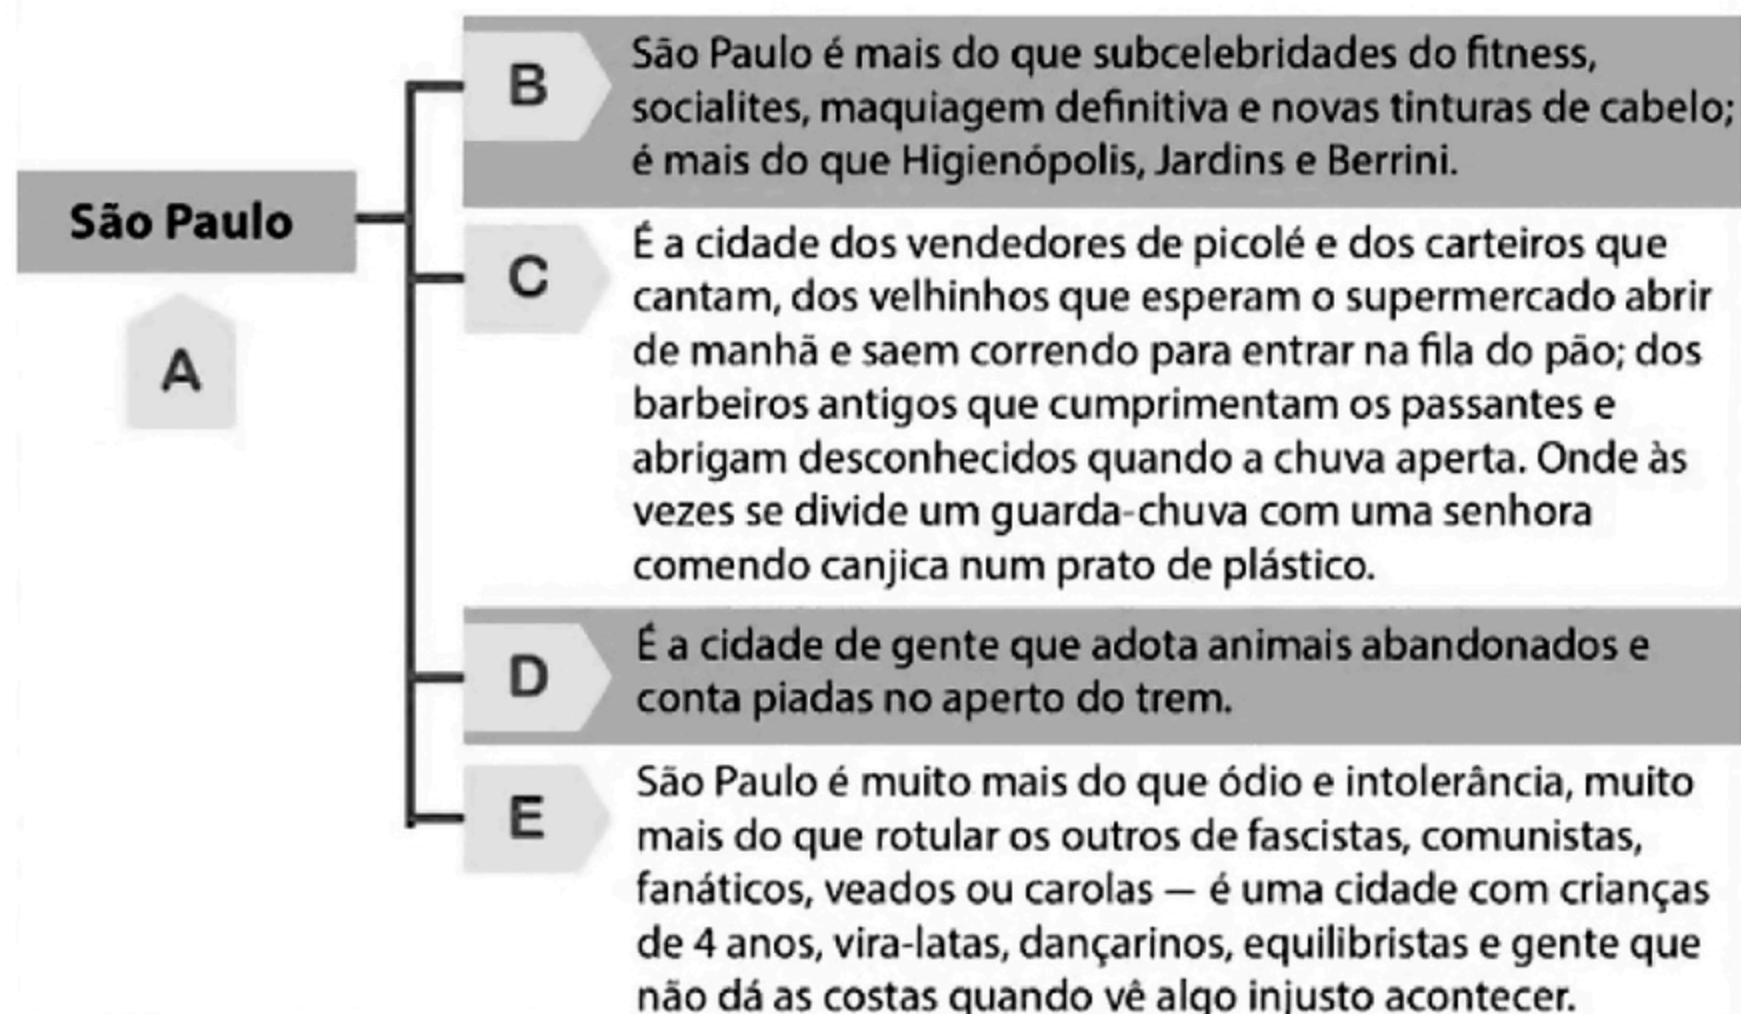 São Paulo
A
B
São Paulo é mais do que subcelebridades do fitness,
socialites, maquiagem definitiva e novas tinturas de cabelo;
é mais do que Higienópolis, Jardins e Berrini.
C
É a cidade dos vendedores de picolé e dos carteiros que
cantam, dos velhinhos que esperam o supermercado abrir
de manhã e saem correndo para entrar na fila do pão; dos
barbeiros antigos que cumprimentam os passantes e
abrigam desconhecidos quando a chuva aperta. Onde às
vezes se divide um guarda-chuva com uma senhora
comendo canjica num prato de plástico.
D
É a cidade de gente que adota animais abandonados e
conta piadas no aperto do trem.
E
São Paulo é muito mais do que ódio e intolerância, muito
mais do que rotular os outros de fascistas, comunistas,
fanáticos, veados ou carolas — é uma cidade com crianças
de 4 anos, vira-latas, dançarinos, equilibristas e gente que
não dá as costas quando vê algo injusto acontecer.